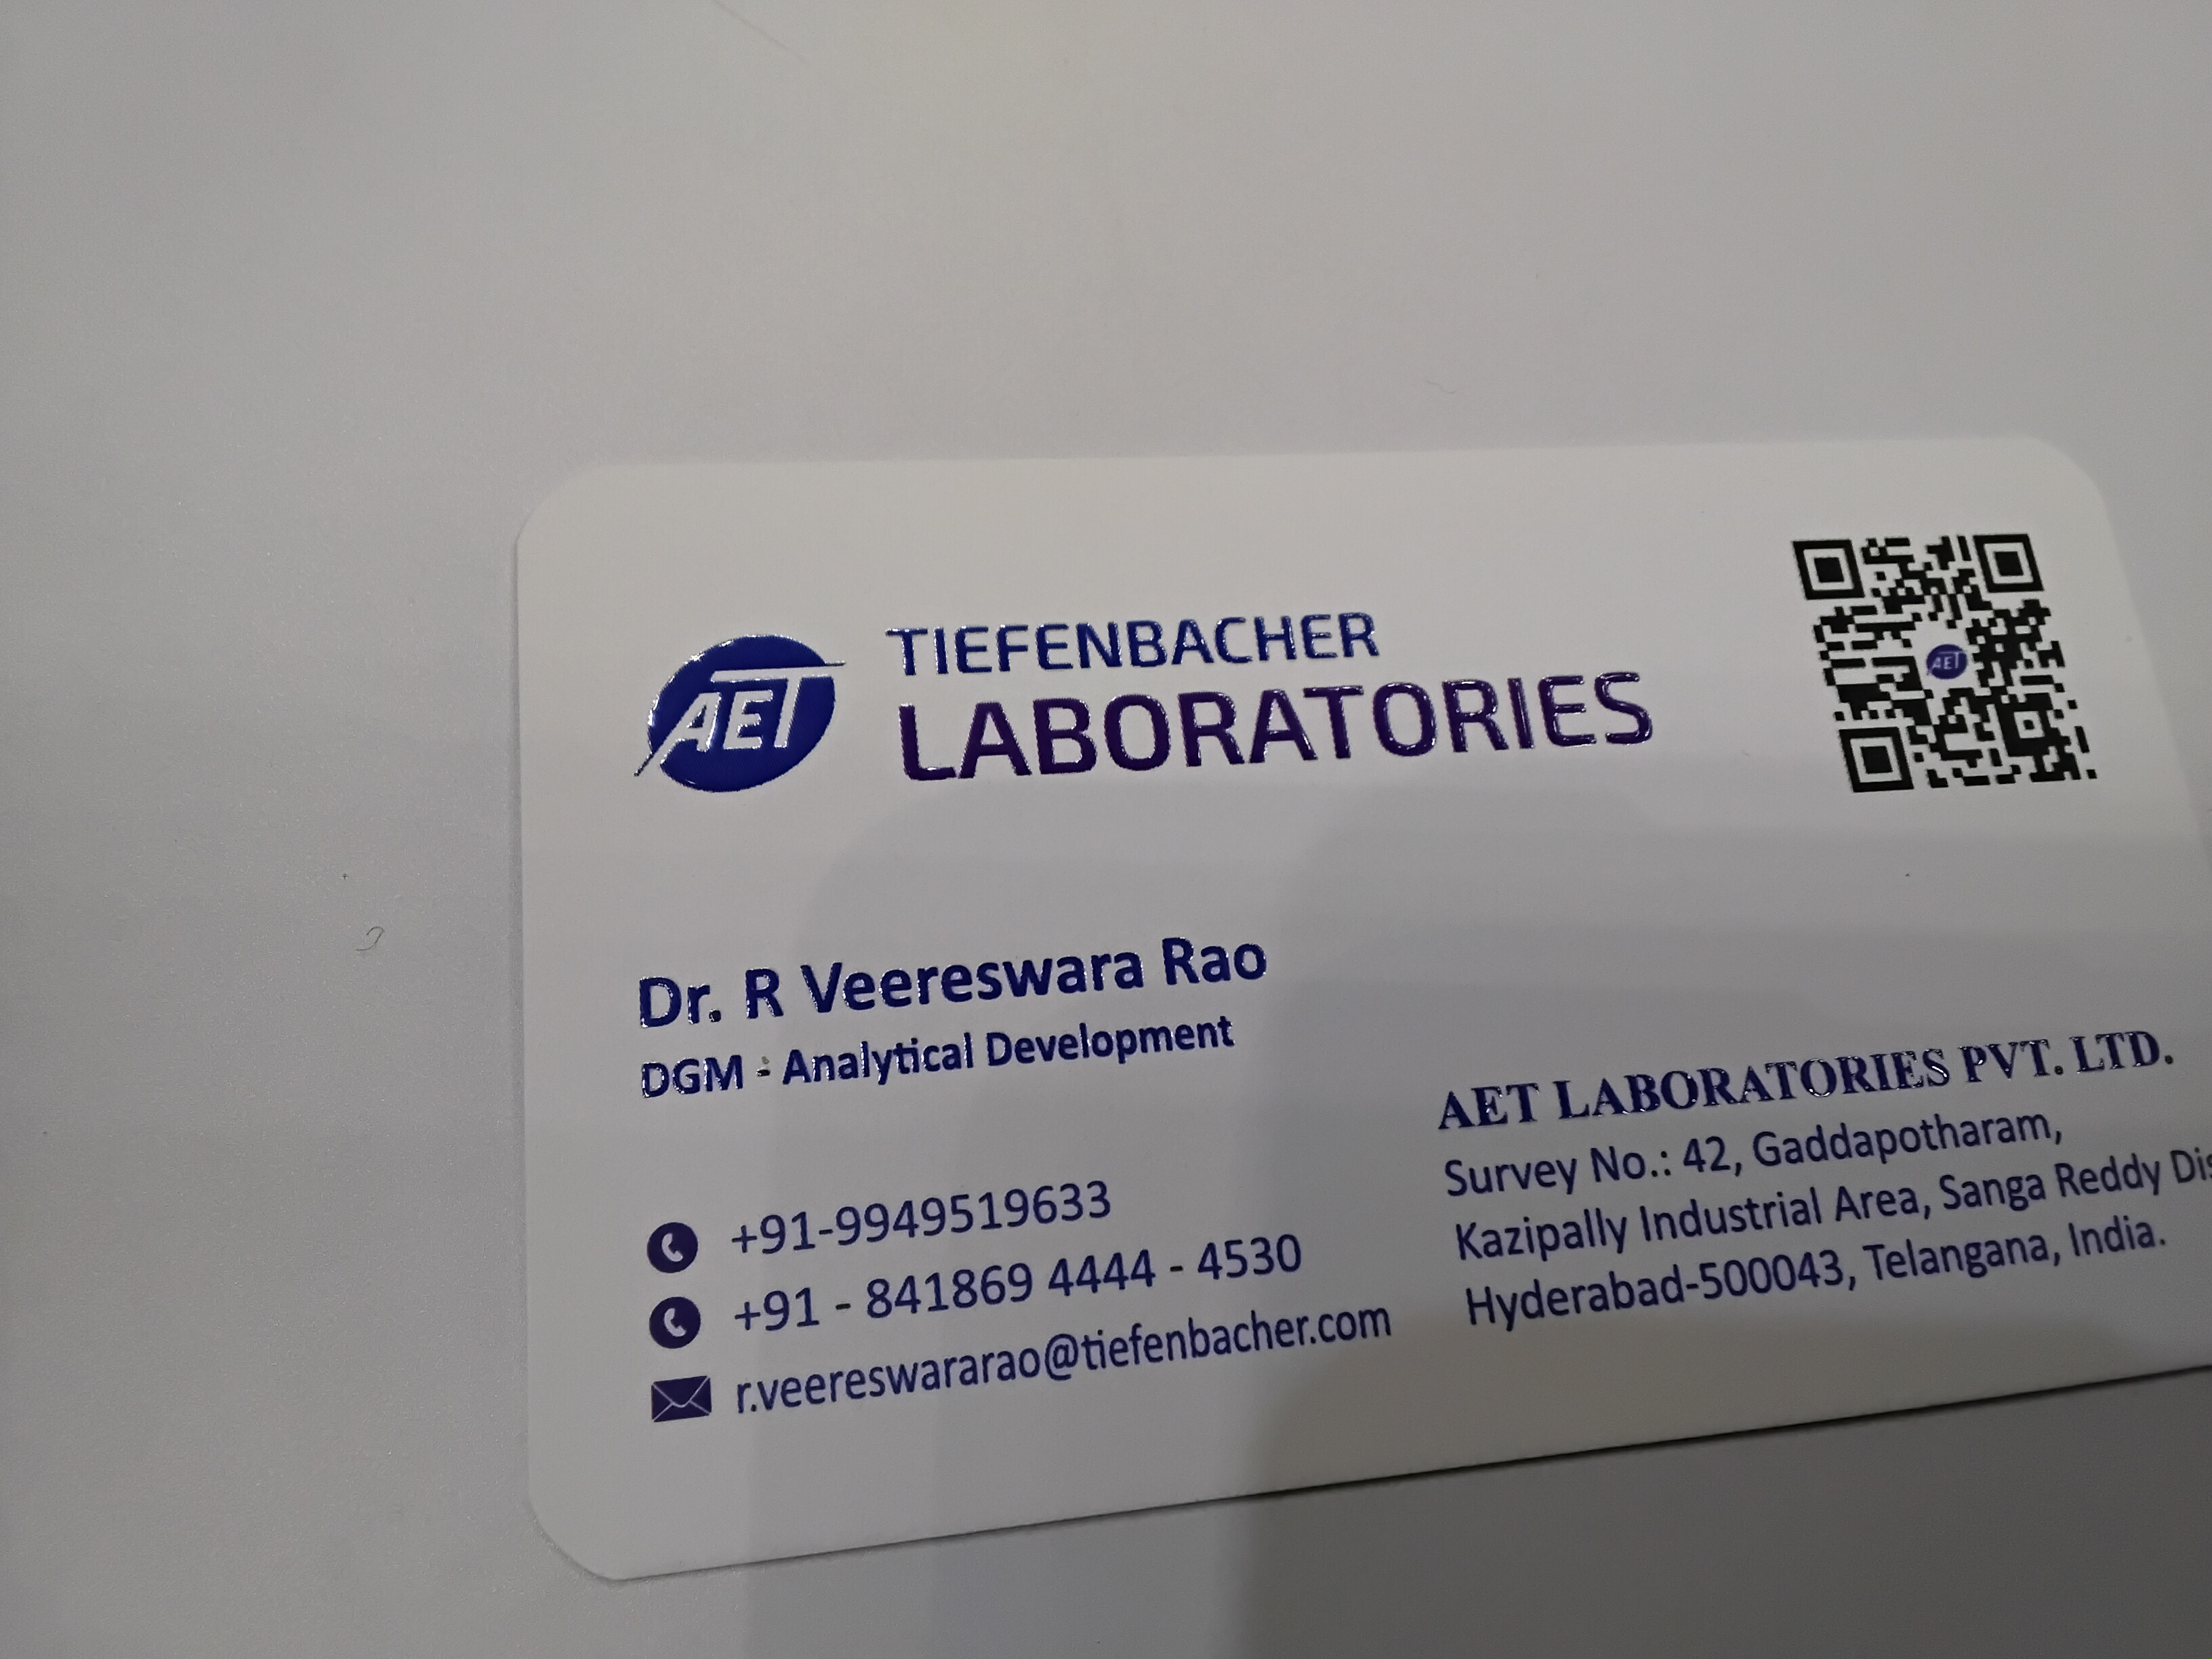 AET
TIEFENBACHER
LABORATORIES
AET
Dr. R Veereswara Rao
DGM - Analytical Development
+91-9949519633
+91 - 841869 4444 - 4530
r.veereswararao@tiefenbacher.com
AET LABORATORIES PVT. LTD.
Survey No.: 42, Gaddapotharam,
Kazipally Industrial Area, Sanga Reddy
Hyderabad-500043, Telangana, India.